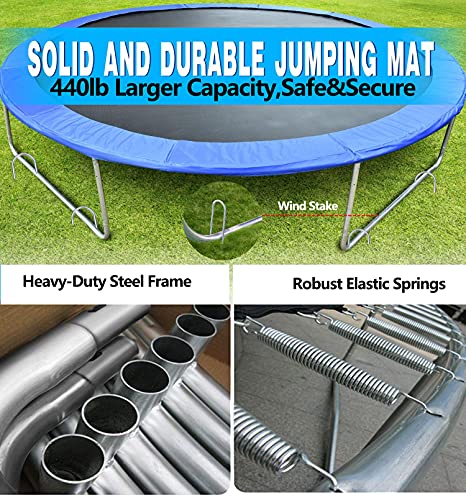 SOLID AND DURABLE JUMPING MAT
440lb Larger Capacity,Safe&Secure
Wind Stake
Heavy-Duty Steel Frame
Robust Elastic Springs